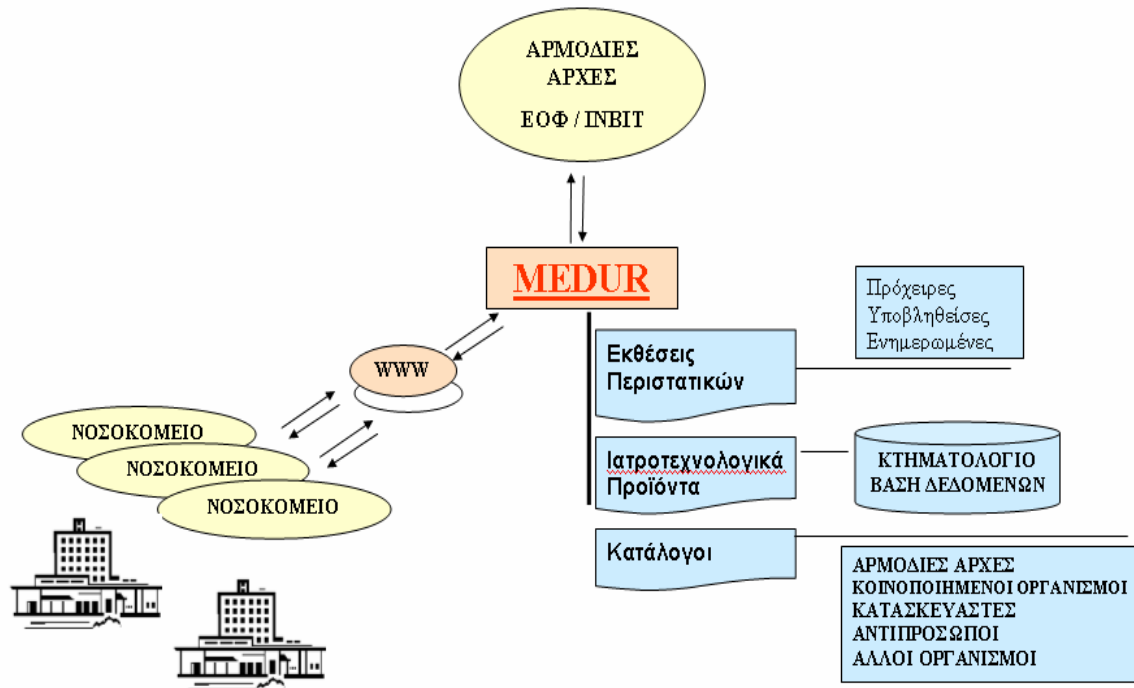 ΑΡΜΟΔΙΕΣ
ΑΡΧΕΣ
ΕΟΦ / ΙΝΒΙΤ
MEDUR
Πρόχειρες
Υποβληθείσες
Ενημερωμένες
Εκθέσεις
Περιστατικών
WWW
ΝΟΣΟΚΟΜΕΙΟ
ΝΟΣΟΚΟΜΕΙΟ
ΝΟΣΟΚΟΜΕΙΟ
Ιατροτεχνολογικά
Προϊόντα
ΚΤΗΜΑΤΟΛΟΓΙΟ
ΒΑΣΗ ΔΕΔΟΜΕΝΩΝ
Κατάλογοι
ΑΡΜΟΔΙΕΣ ΑΡΧΕΣ
ΚΟΙΝΟΠΟΙΗΜΕΝΟΙ ΟΡΓΑΝΙΣΜΟΙ
ΚΑΤΑΣΚΕΥΑΣΤΕΣ
ΑΝΤΙΠΡΟΣΩΠΟΙ
ΑΛΛΟΙ ΟΡΓΑΝΙΣΜΟΙ